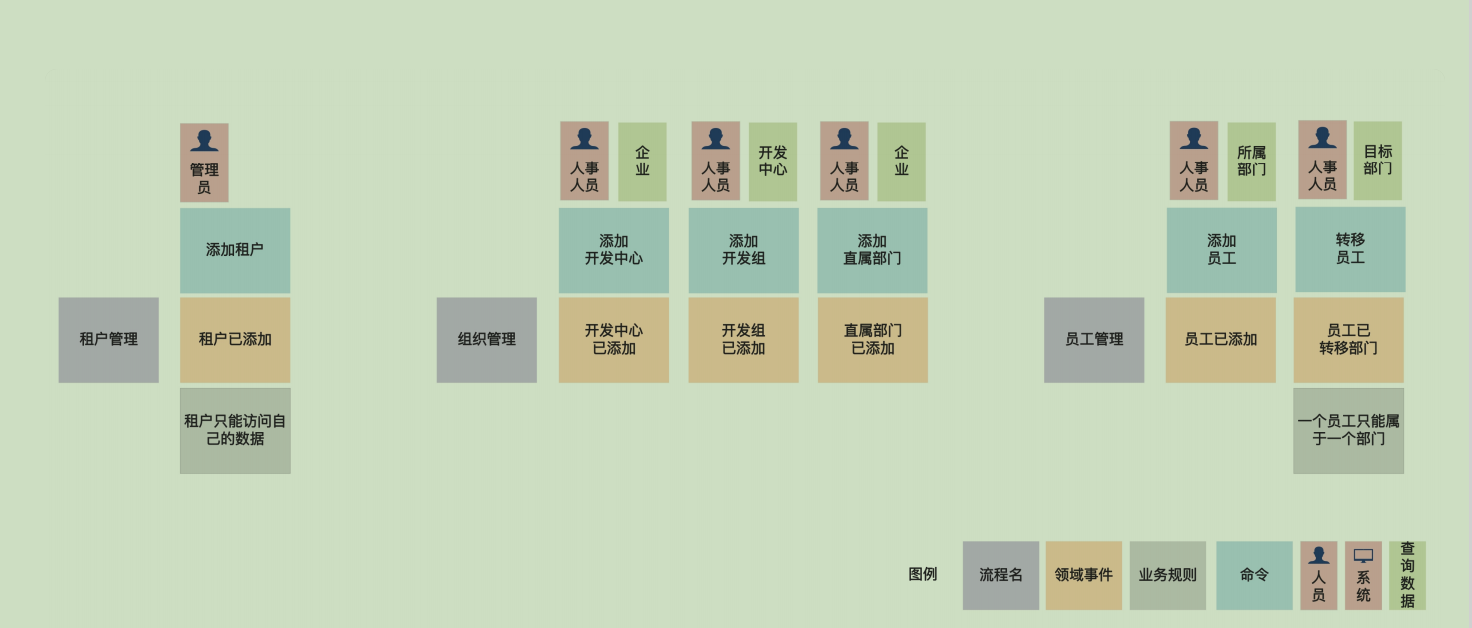 管理
员
添加租户
租户管理
租户已添加
租户只能访问自
己的数据
人事
人员
企
业
添加
开发中心
组织管理
开发中心
已添加
人事
人员
开发
中心
添加
开发组
开发组
已添加
人事
人员
企
业
添加
直属部门
直属部门
已添加
人事
人员
所属
部门
添加
员工
员工管理
员工已添加
人事
人员
目标
部门
转移
员工
员工已
转移部门
一个员工只能属
于一个部门
图例
流程名
领域事件
业务规则
命令
人
员
系
统
查
询
数
据